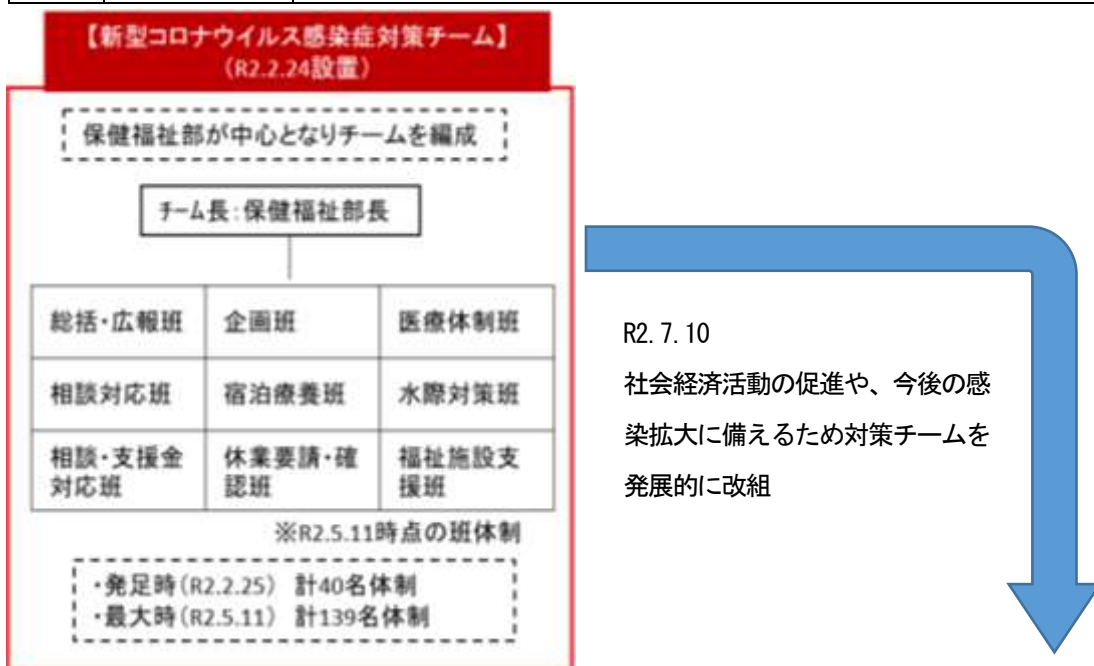 【新型コロナウイルス感染症対策チーム】
（R2.2.24設置）
保健福祉部が中心となりチームを編成
ﾁｰﾑ長：保健福祉部長
総括・広報班
企画班
医療体制班
相談対応班
宿泊療養班
水際対策班
相談・支援金
対応班
休業要請・確
認班
福祉施設支
援班
※R2.5.11時点の班体制
・発足時（R2.2.25） 計40名体制
・最大時（R2.5.11） 計139名体制
R2.7.10
社会経済活動の促進や、今後の感
染拡大に備えるため対策チームを
発展的に改組